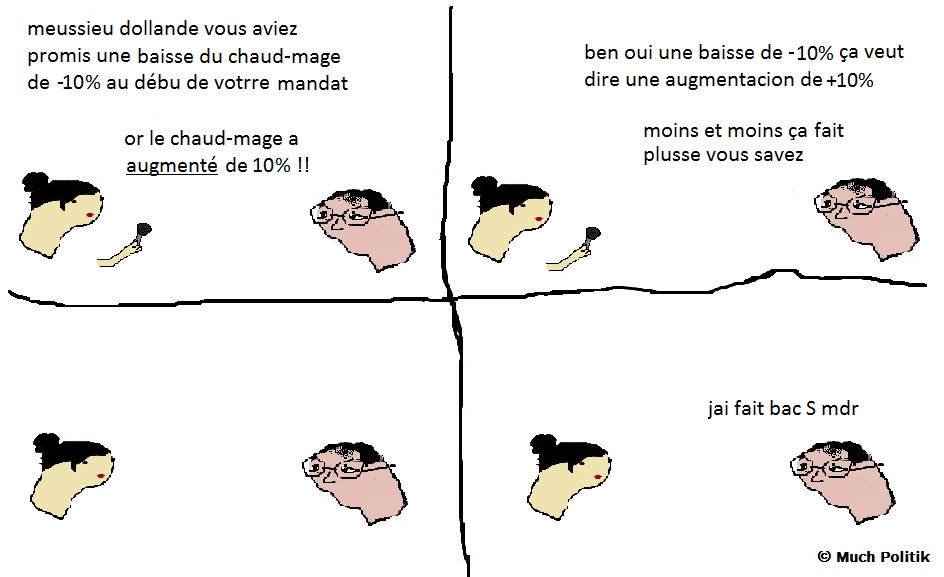 meussieu dollande vous aviez
promis une baisse du chaud-mage
de -10% au débu de votrre mandat
or le chaud-mage a
augmenté de 10% !!
ben oui une baisse de -10% ça veut
dire une augmentacion de +10%
moins et moins ça fait
plusse vous savez
jai fait bac S mdr
© Much Politik